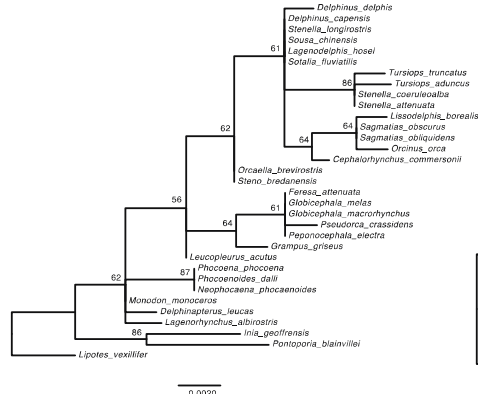 Delphinus_delphis
Delphinus_capensis
Stenella_longirostris
Sousa_chinensis
61
Lagenodelphis_hosei
Sotalia_fluviatilis
Tursiops_truncatus
86
Tursiops_aduncus
Stenella_coeruleoalba
Stenella_attenuata
Lissodelphis_borealis
64
Sagmatias_obscurus
Sagmatias_obliquidens
64
Orcinus_orca
Cephalorhynchus_commersonii
62
Orcaella_brevirostris
Steno_bredanensis
Feresa_attenuata
56
Globicephala_melas
61
Globicephala_macrorhynchus
64
Pseudorca_crassidens
Peponocephala_electra
Grampus_griseus
Leucopleurus_acutus
Phocoena_phocoena
62
87
Phocoenoides_dalli
Neophocaena_phocaenoides
Monodon_monoceros
Delphinapterus_leucas
Lagenorhynchus_albirostris
86
Inia_geoffrensis
Pontoporia_blainvillei
Lipotes_vexillifer
0.0020